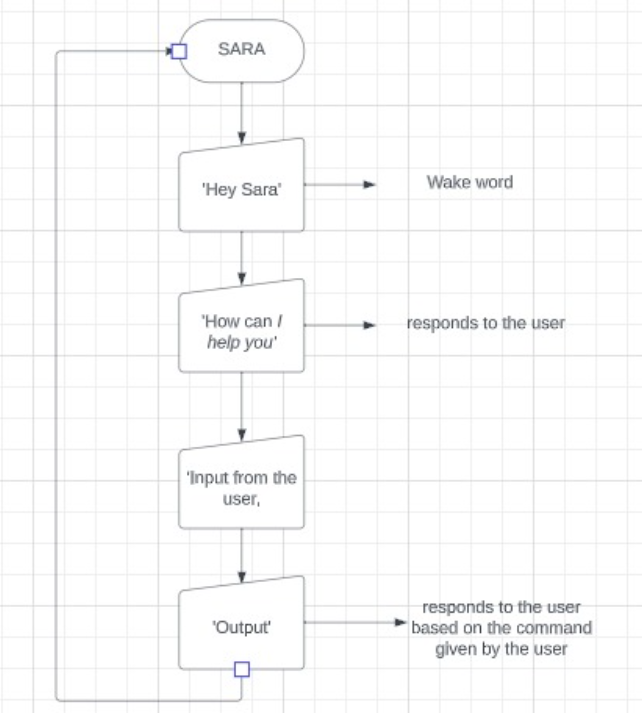 SARA
'Hey Sara'
Wake word
'How can I
help you'
responds to the user
'Input from the
user,
'Output'
responds to the user
based on the command
given by the user